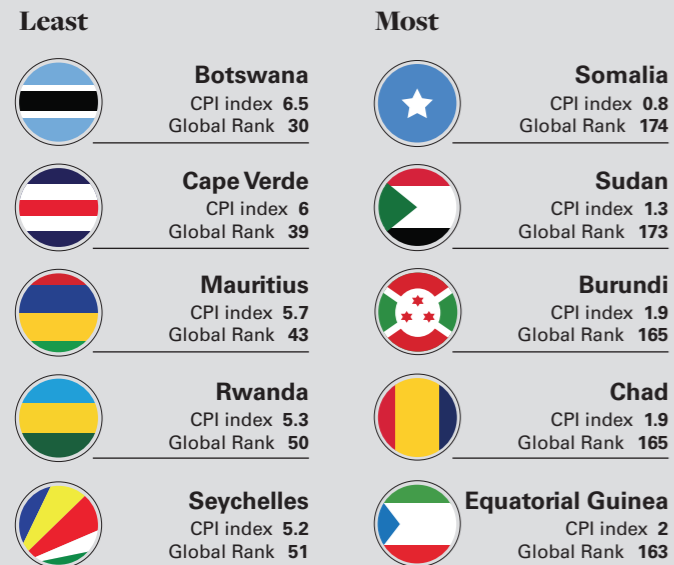 Least
Botswana
CPI index 6.5
Global Rank 30
Cape Verde
CPI index 6
Global Rank 39
Mauritius
CPI index 5.7
Global Rank 43
Rwanda
CPI index 5.3
Global Rank 50
Seychelles
CPI index 5.2
Global Rank 51
Most
Somalia
CPI index 0.8
Global Rank 174
Sudan
CPI index 1.3
Global Rank 173
Burundi
CPI index 1.9
Global Rank 165
Chad
CPI index 1.9
Global Rank 165
Equatorial Guinea
CPI index 2
Global Rank 163